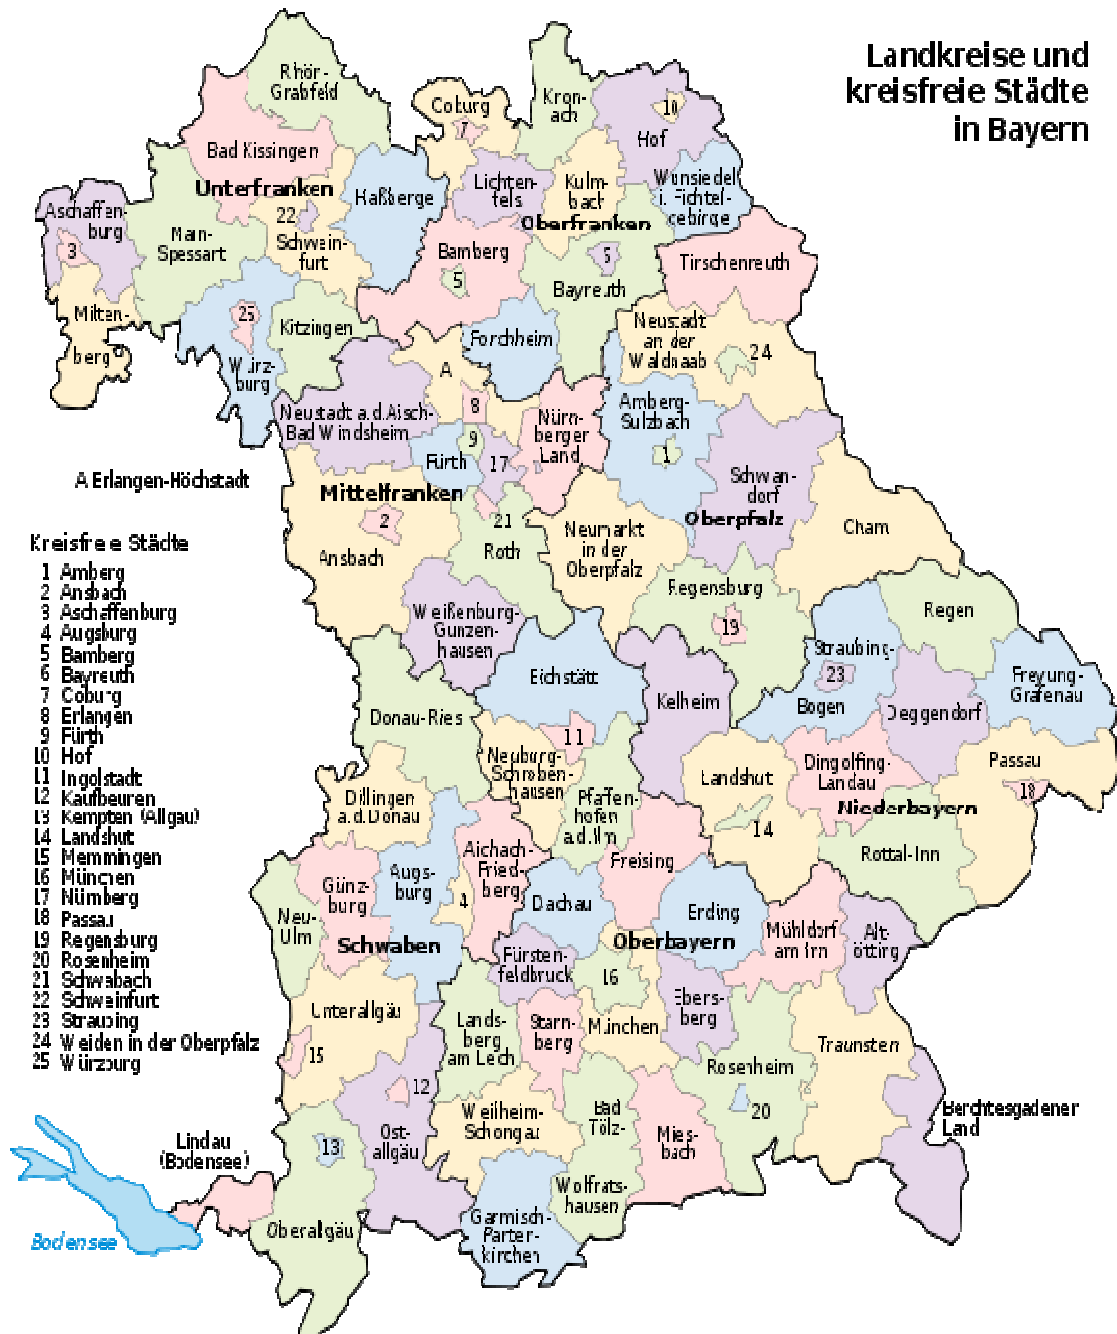 Landkreise und
kreisfreie Städte
in Bayern
Rhön-
Grabfeld
Coburg
7
Kron-
ach
10
Hof
Bad Kissingen
Unterfranken
Haßberge
Lichten-
fels
Kulm-
bach
Wunsiedel
i. Fichtel-
gebirge
Oberfranken
Aschaffen-
burg
3
Main-
Spessart
22
Schwein-
furt
Bamberg
5
6
Bayreuth
Tirschenreuth
Milten-
berg
25
Würz-
burg
Kitzingen
Forchheim
A
Neustadt
an der
Waldnaab
24
Neustadt a.d.Aisch-
Bad Windsheim
8
9
Fürth
17
Nürn-
berger
Land
Amberg-
Sulzbach
1
Schwan-
dorf
Oberpfalz
A Erlangen-Höchstadt
Mittelfranken
2
Ansbach
21
Roth
Neumarkt
in der
Oberpfalz
Cham
Regensburg
19
Regen
Weißenburg-
Gunzen-
hausen
Eichstätt
Kelheim
Straubing-
23
Bogen
Deggendorf
Freyung-
Grafenau
Kreisfreie Städte
1 Amberg
2 Ansbach
3 Aschaffenburg
4 Augsburg
5 Bamberg
6 Bayreuth
7 Coburg
8 Erlangen
9 Fürth
10 Hof
11 Ingolstadt
12 Kaufbeuren
13 Kempten (Allgäu)
14 Landshut
15 Memmingen
16 München
17 Nürnberg
18 Passau
19 Regensburg
20 Rosenheim
21 Schwabach
22 Schweinfurt
23 Straubing
24 Weiden in der Oberpfalz
25 Würzburg
Donau-Ries
11
Neuburg-
Schroben-
hausen
Pfaffen-
hofen
a.d.Ilm
Landshut
14
Dingolfing-
Landau
Niederbayern
Passau
18
Rottal-Inn
Dillingen
a.d.Donau
Günz-
burg
Augs-
burg
Aichach-
Fried-
berg
4
Freising
Dachau
Erding
Mühldorf
am Inn
Alt-
ötting
Neu-
Ulm
Schwaben
Oberbayern
Fürsten-
feldbruck
16
München
Ebers-
berg
Unterallgäu
15
Lands-
berg
am Lech
Starn-
berg
Rosenheim
20
Traunstein
12
Ost-
allgäu
Weilheim-
Schongau
Bad
Tölz-
Wolfrats-
hausen
Mies-
bach
Berchtesgadener
Land
Lindau
(Bodensee)
13
Oberallgäu
Garmisch-
Parten-
kirchen
Bodensee